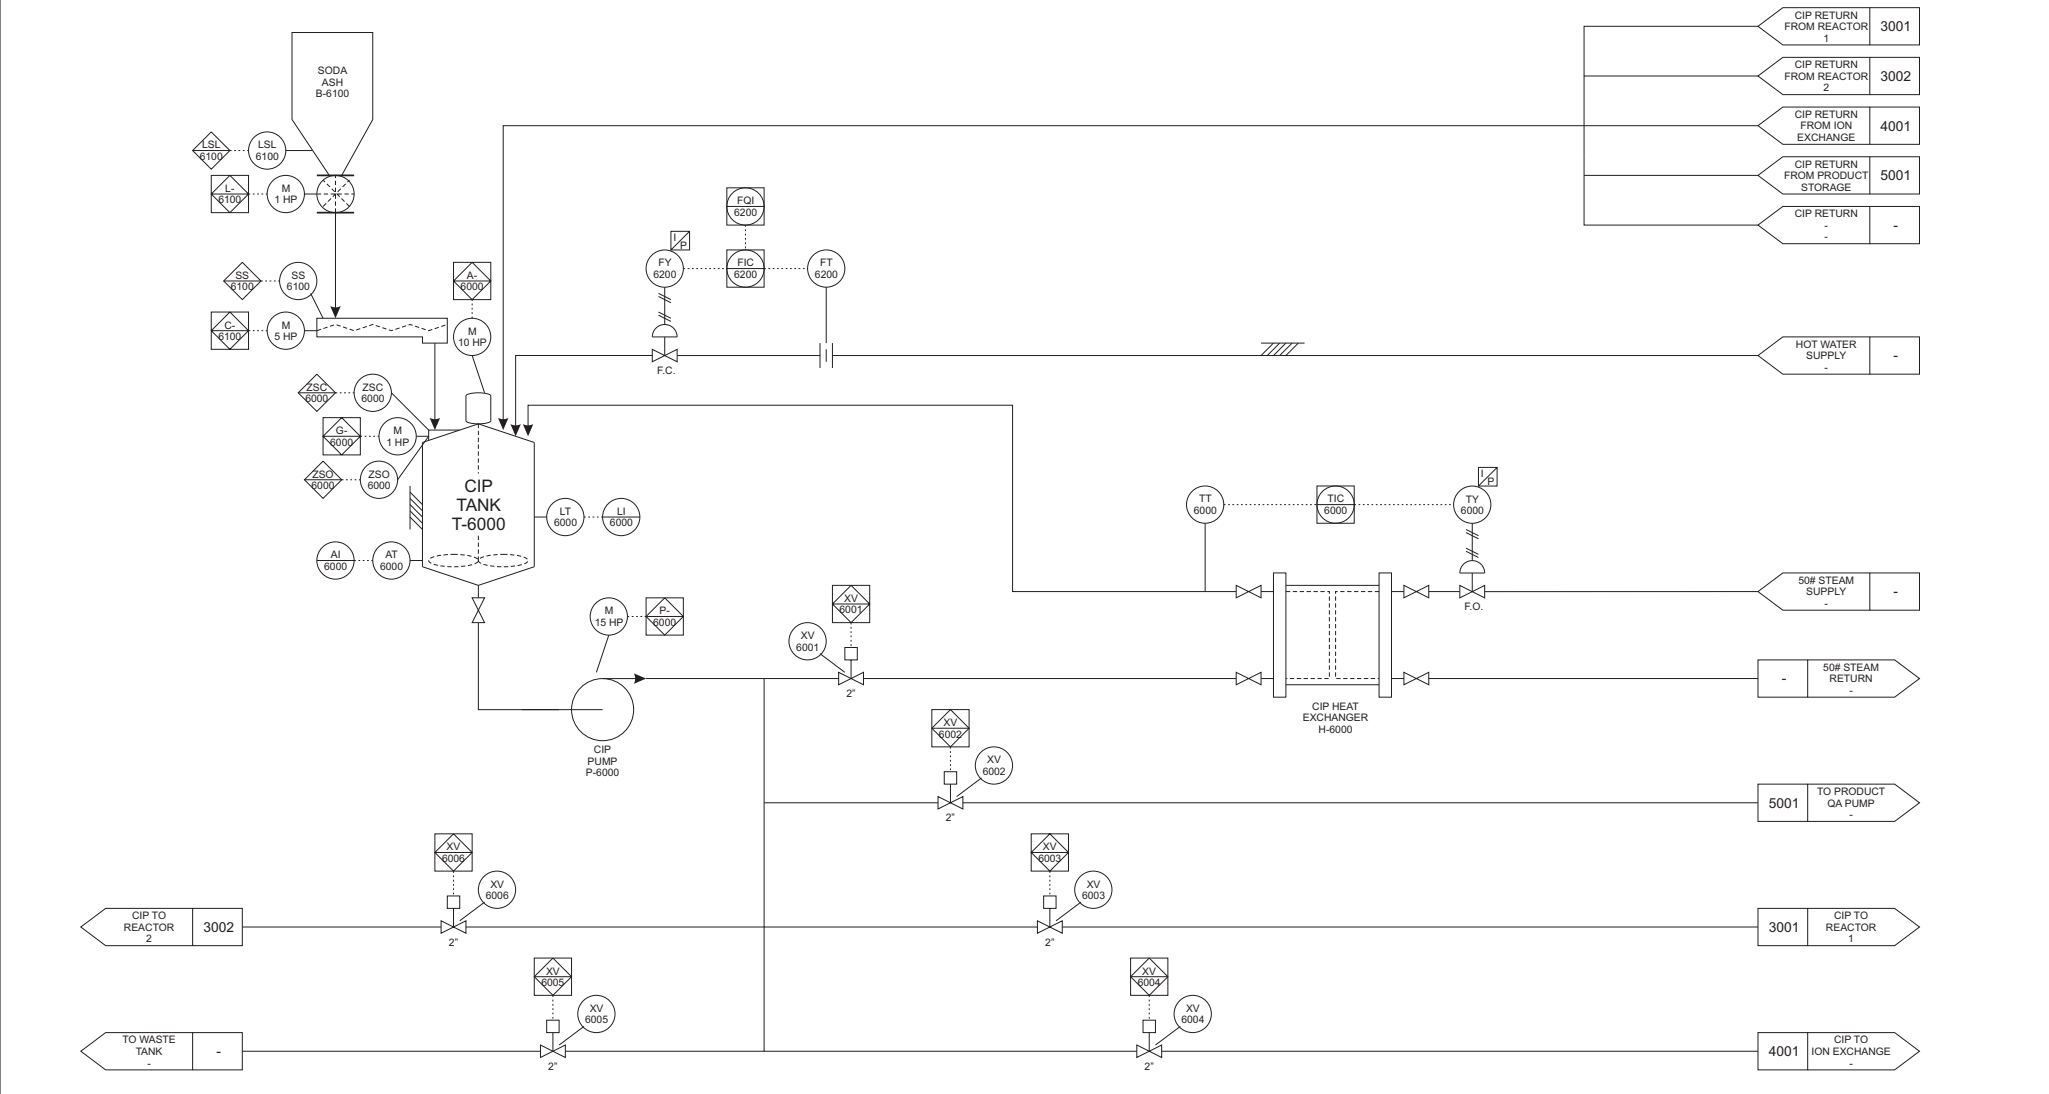 CIP RETURN
FROM REACTOR
1
3001
CIP RETURN
FROM REACTOR
2
3002
CIP RETURN
FROM ION
EXCHANGE
4001
CIP RETURN
FROM PRODUCT
STORAGE
5001
CIP RETURN
-
-
-
SODA
ASH
B-6100
LSL
6100
LSL
6100
L-
6100
M
1 HP
SS
6100
SS
6100
C-
6100
M
5 HP
A-
6000
M
10 HP
FQI
6200
I
P
FY
6200
FIC
6200
FT
6200
F.C.
HOT WATER
SUPPLY
-
-
ZSC
6000
ZSC
6000
G-
6000
M
1 HP
ZSO
6000
ZSO
6000
CIP
TANK
T-6000
LT
6000
LI
6000
AI
6000
AT
6000
TT
6000
TIC
6000
I
P
TY
6000
F.O.
50# STEAM
SUPPLY
-
-
M
15 HP
P-
6000
XV
6001
XV
6001
2"
CIP
PUMP
P-6000
CIP HEAT
EXCHANGER
H-6000
-
50# STEAM
RETURN
-
XV
6002
XV
6002
2"
5001
TO PRODUCT
QA PUMP
-
XV
6006
XV
6006
2"
CIP TO
REACTOR
2
3002
XV
6003
XV
6003
2"
3001
CIP TO
REACTOR
1
XV
6005
XV
6005
2"
TO WASTE
TANK
-
-
XV
6004
XV
6004
2"
4001
CIP TO
ION EXCHANGE
-